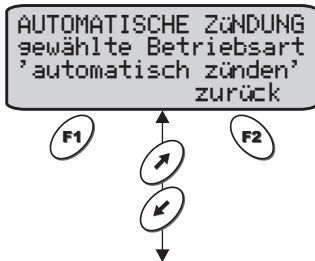 AUTOMATISCHE ZüNDUNG
gewählte Betriebsart
'automatisch zünden'
zurück
F1
F2